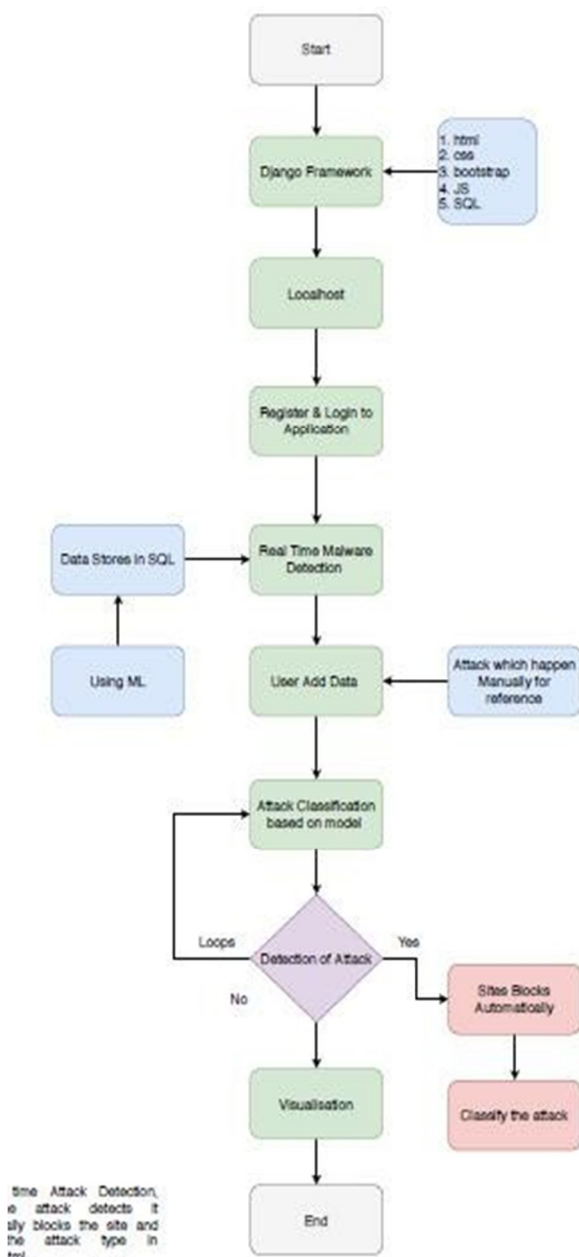 Start
Django Framework
1. html
2. css
3. bootstrap
4. JS
5. SQL
Localhost
Register & Login to
Application
Data Stores in SQL
Real Time Malware
Detection
Using ML
User Add Data
Attack which happen
Manually for
reference
Attack Classification
based on model
Loops
Detection of Attack
Yes
No
Sites Blocks
Automatically
Visualisation
Classify the attack
End
time Attack Detection,
attack detects it
blocks the site and
the attack type in